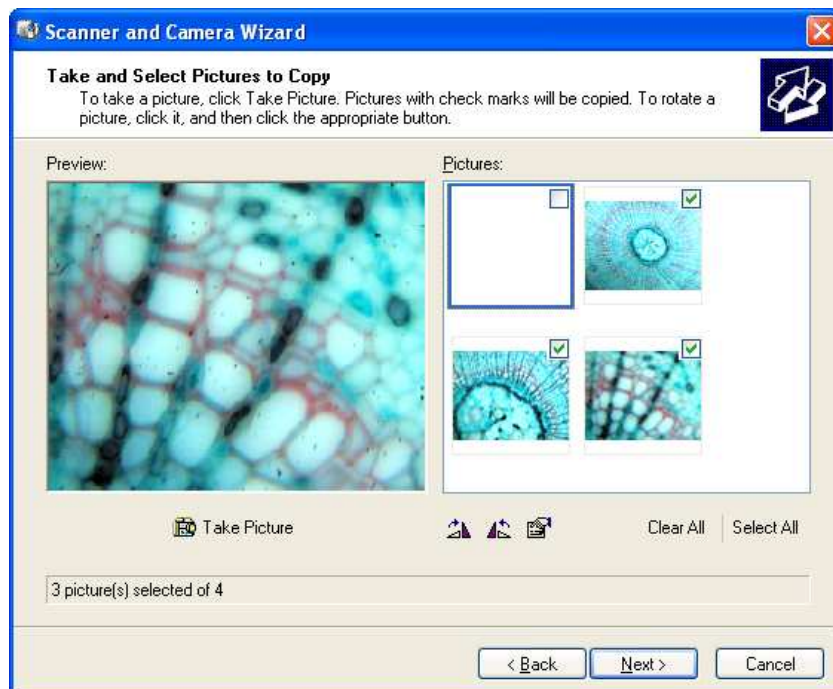 Scanner and Camera Wizard
Take and Select Pictures to Copy
To take a picture, click Take Picture. Pictures with check marks will be copied. To rotate a
picture, click it, and then click the appropriate button.
Preview:
Pictures:
Take Picture
Clear All
Select All
3 picture(s) selected of 4
< Back
Next >
Cancel